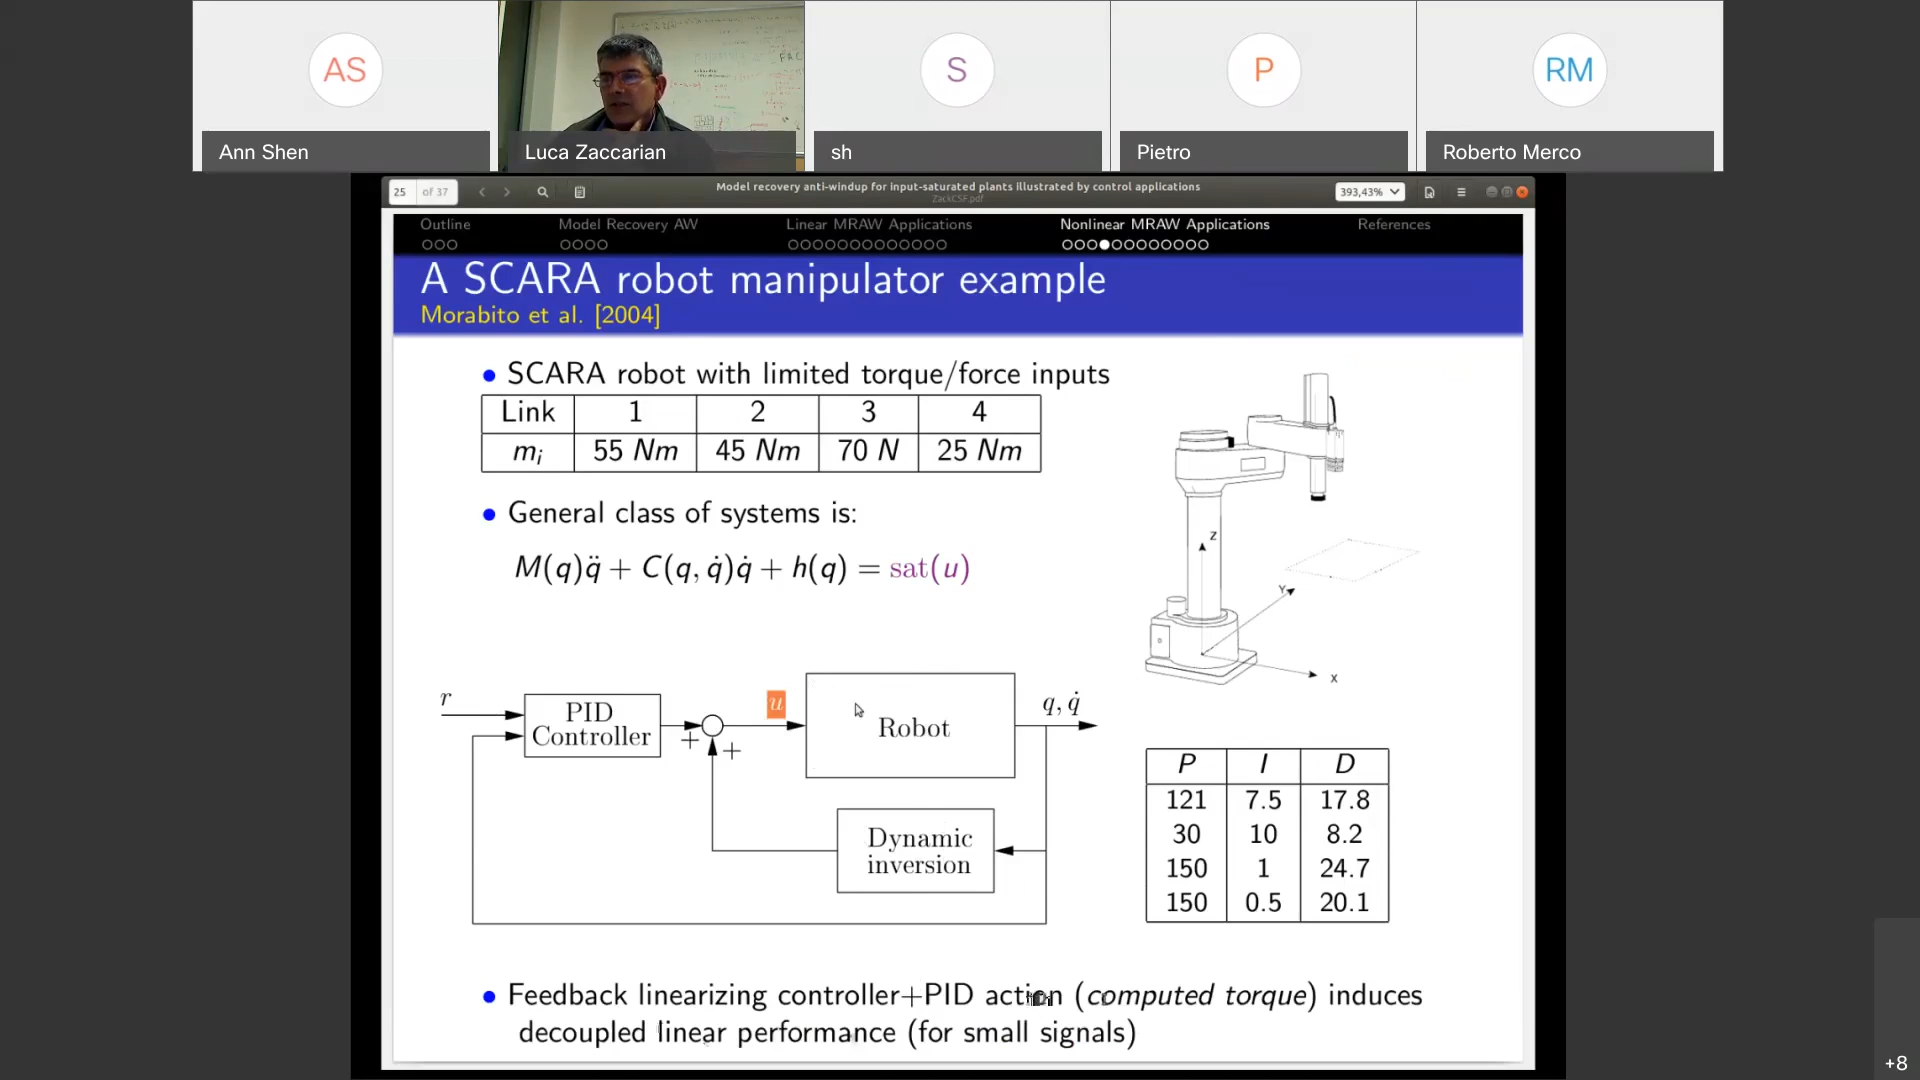 AS
S
P
RM
Ann Shen
Luca Zaccarian
sh
Pietro
Roberto Merco
25 of 37
Model recovery anti-windup for input-saturated plants illustrated by control applications
ZackCSF.pdf
393,43%
Outline
Model Recovery AW
Linear MRAW Applications
Nonlinear MRAW Applications
References
A SCARA robot manipulator example
Morabito et al. [2004]
• SCARA robot with limited torque/force inputs
Link 1 2 3 4
mᵢ 55 Nm 45 Nm 70 N 25 Nm
• General class of systems is:
M(q)q̈ + C(q, q̇)q̇ + h(q) = sat(u)
Z
Y
X
r
PID
Controller
+
+
u
Robot
q, q̇
Dynamic
inversion
P I D
121 7.5 17.8
30 10 8.2
150 1 24.7
150 0.5 20.1
• Feedback linearizing controller+PID action (computed torque) induces
decoupled linear performance (for small signals)
+8